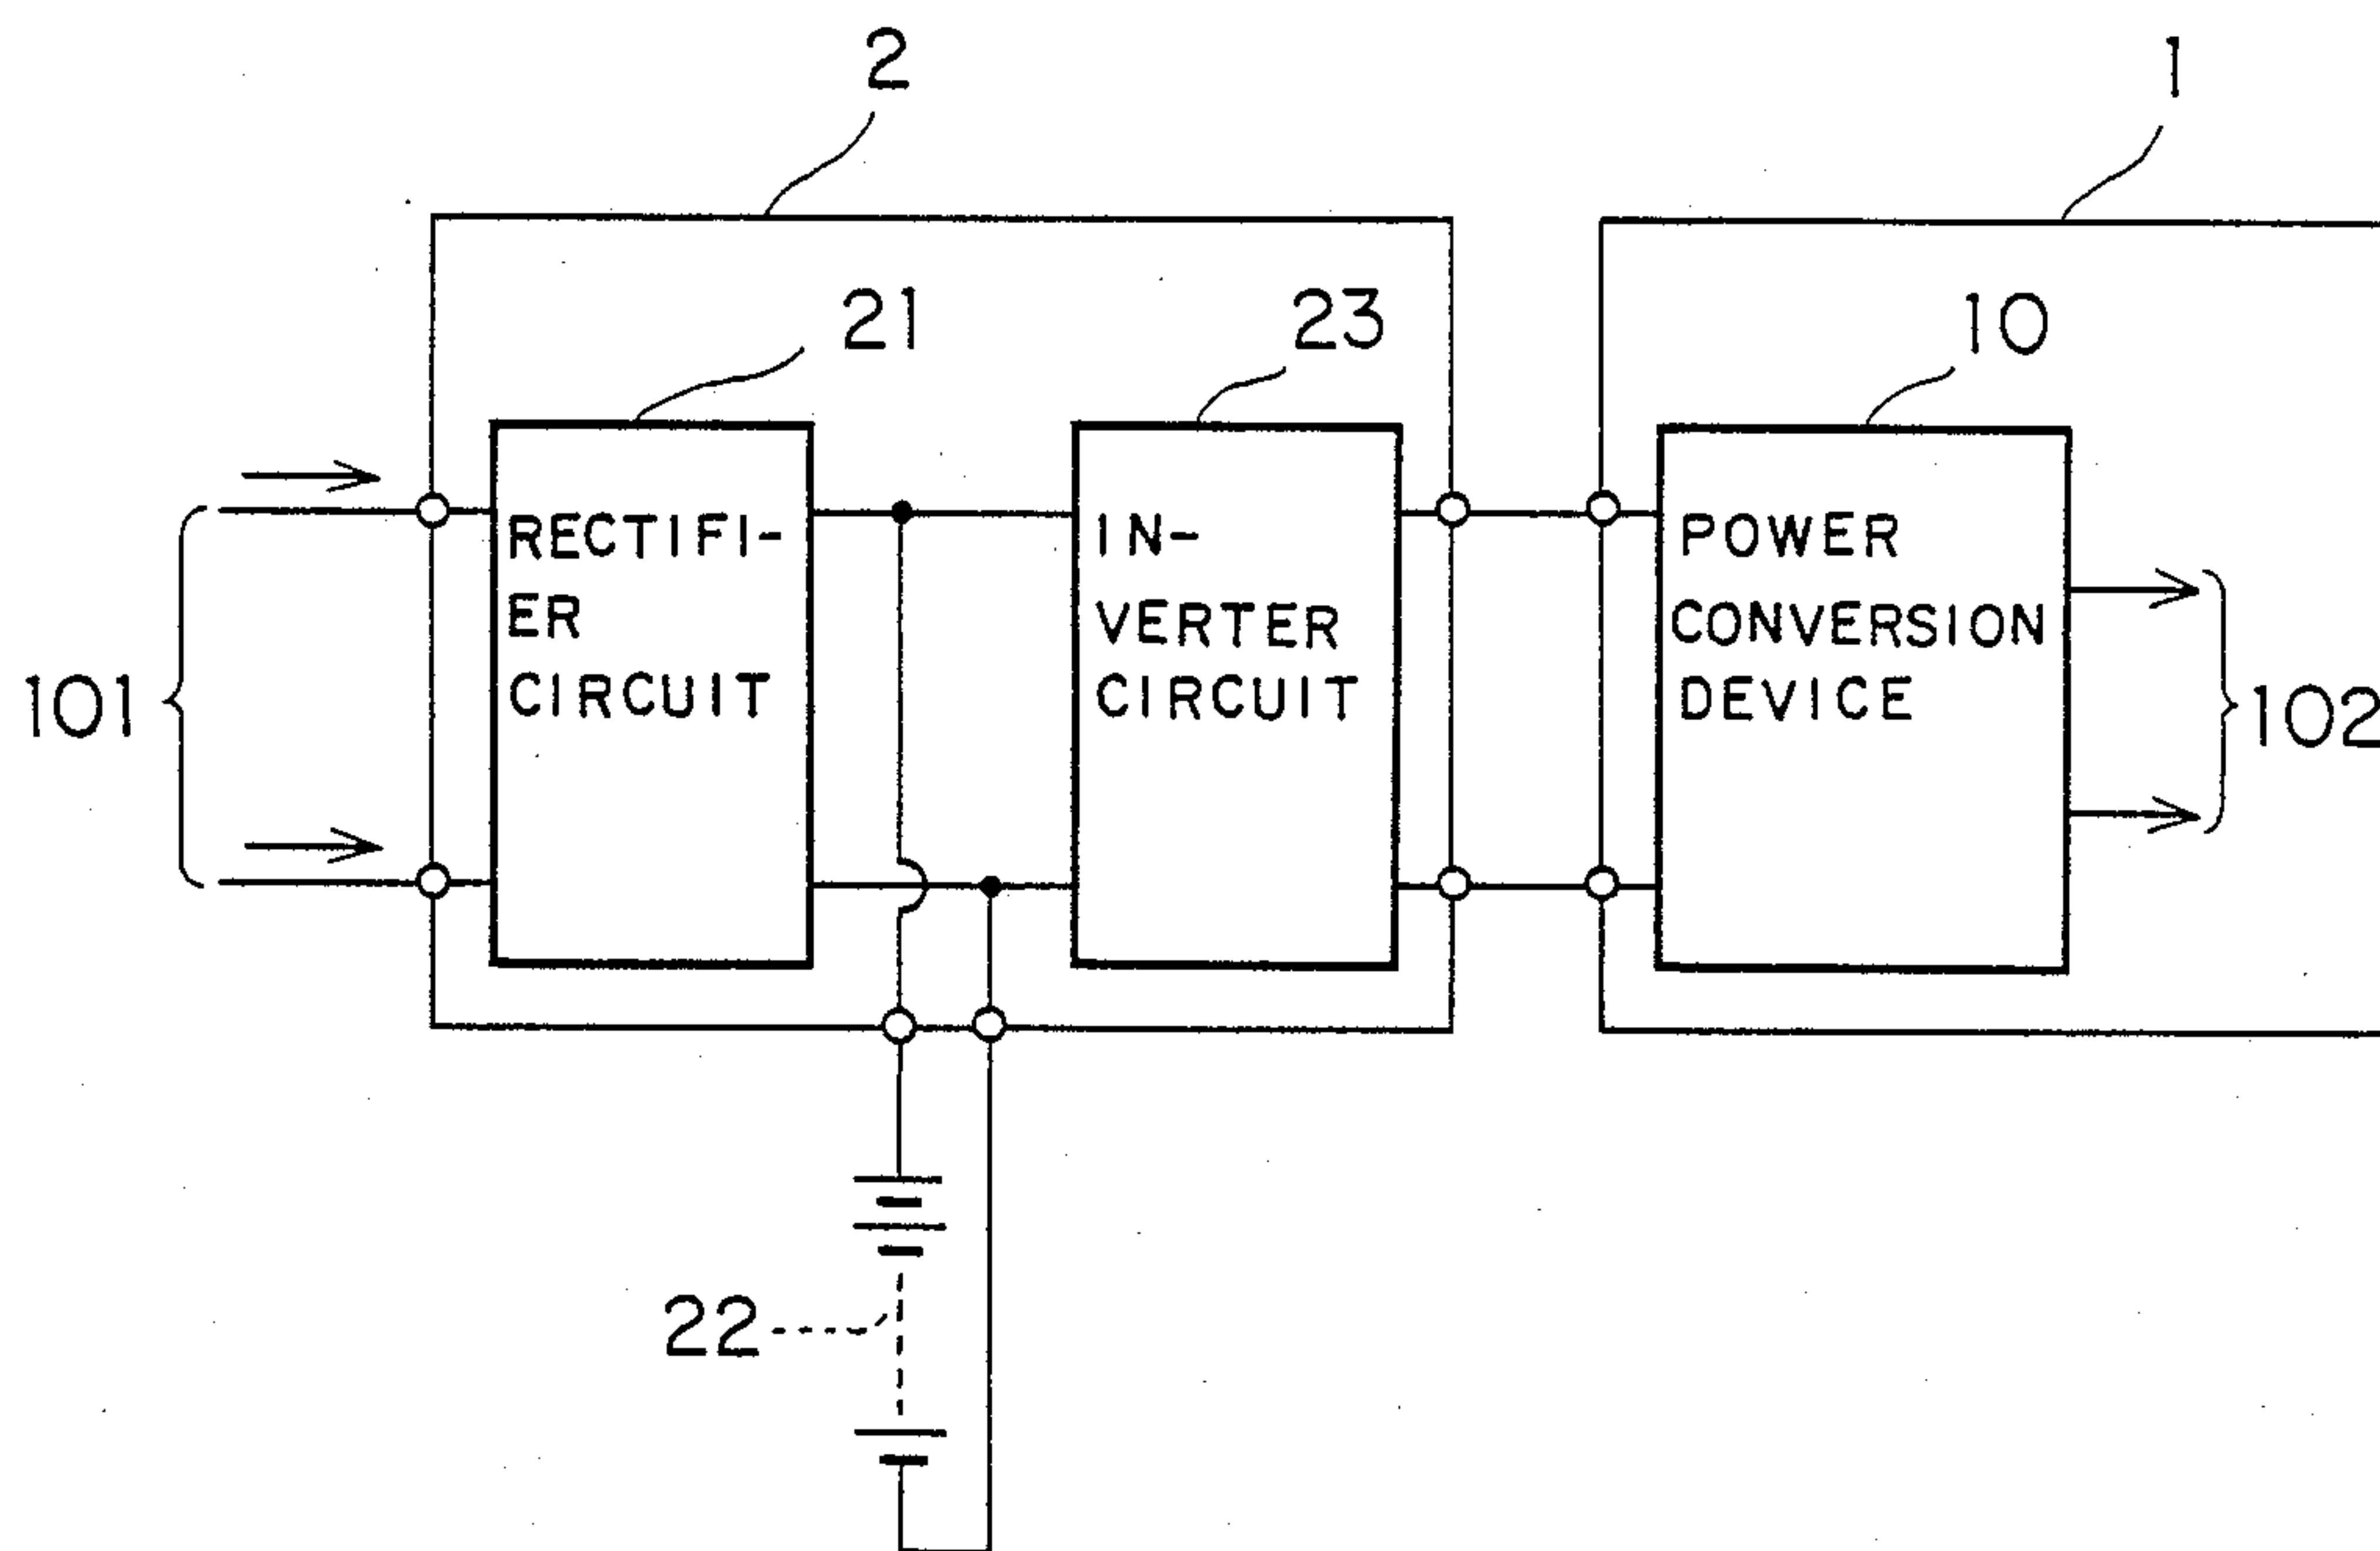 2
1
21
23
10
RECTIFI-
ER
CIRCUIT
IN-
VERTER
CIRCUIT
POWER
CONVERSION
DEVICE
101
102
22